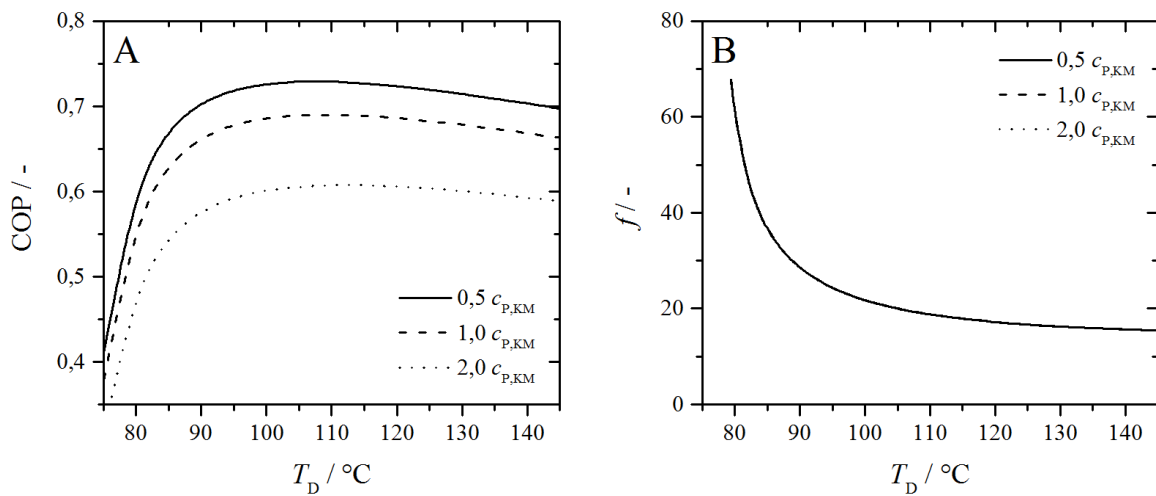 A
0,8
0,7
0,6
0,5
0,4
COP / -
0,5 c_P,KM
1,0 c_P,KM
2,0 c_P,KM
80 90 100 110 120 130 140
T_D / °C
B
80
60
40
20
0
f / -
0,5 c_P,KM
1,0 c_P,KM
2,0 c_P,KM
80 90 100 110 120 130 140
T_D / °C